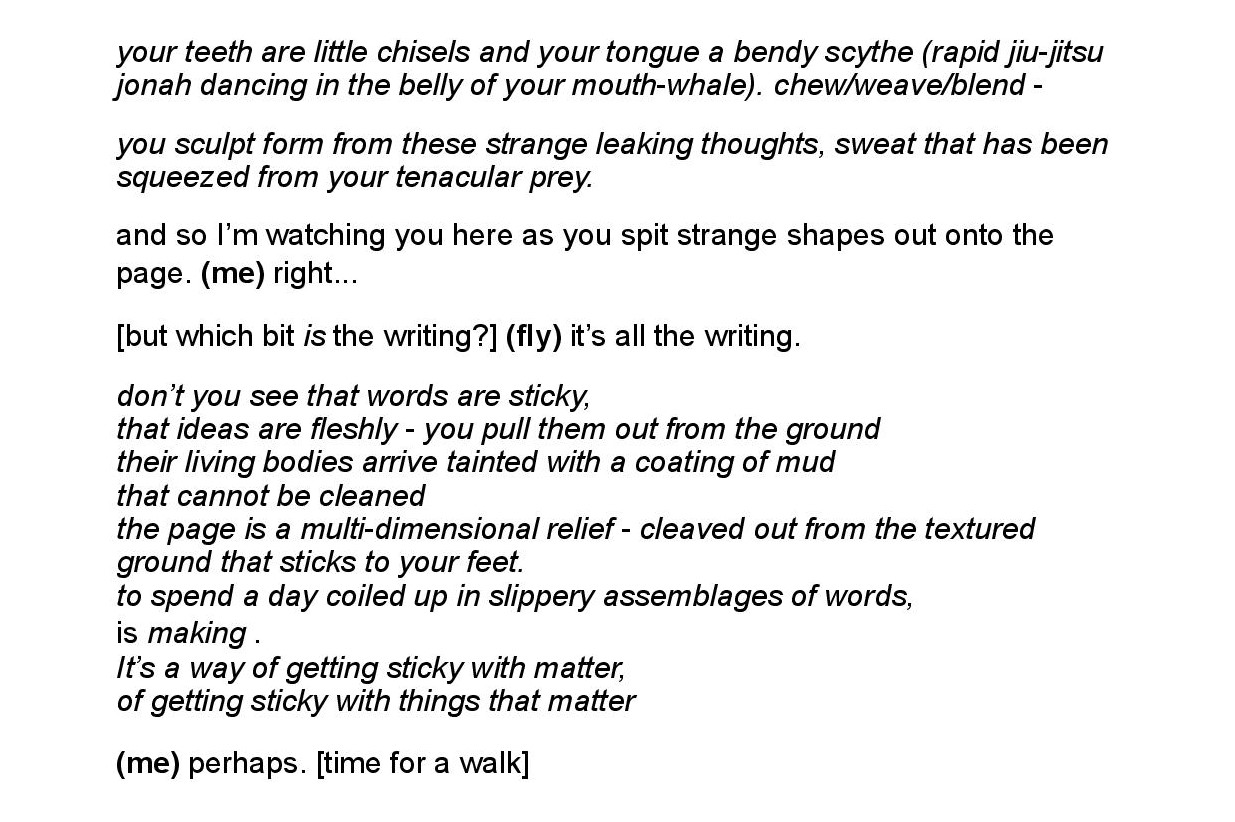 your teeth are little chisels and your tongue a bendy scythe (rapid jiu-jitsu
jonah dancing in the belly of your mouth-whale). chew/weave/blend -
you sculpt form from these strange leaking thoughts, sweat that has been
squeezed from your tenacular prey.
and so I’m watching you here as you spit strange shapes out onto the
page. (me) right...
[but which bit is the writing?] (fly) it’s all the writing.
don’t you see that words are sticky,
that ideas are fleshly - you pull them out from the ground
their living bodies arrive tainted with a coating of mud
that cannot be cleaned
the page is a multi-dimensional relief - cleaved out from the textured
ground that sticks to your feet.
to spend a day coiled up in slippery assemblages of words,
is making .
It’s a way of getting sticky with matter,
of getting sticky with things that matter
(me) perhaps. [time for a walk]